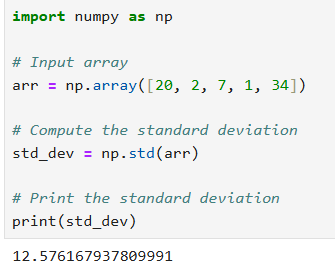 import numpy as np
# Input array
arr = np.array([20, 2, 7, 1, 34])
# Compute the standard deviation
std_dev = np.std(arr)
# Print the standard deviation
print(std_dev)
12.576167937809991